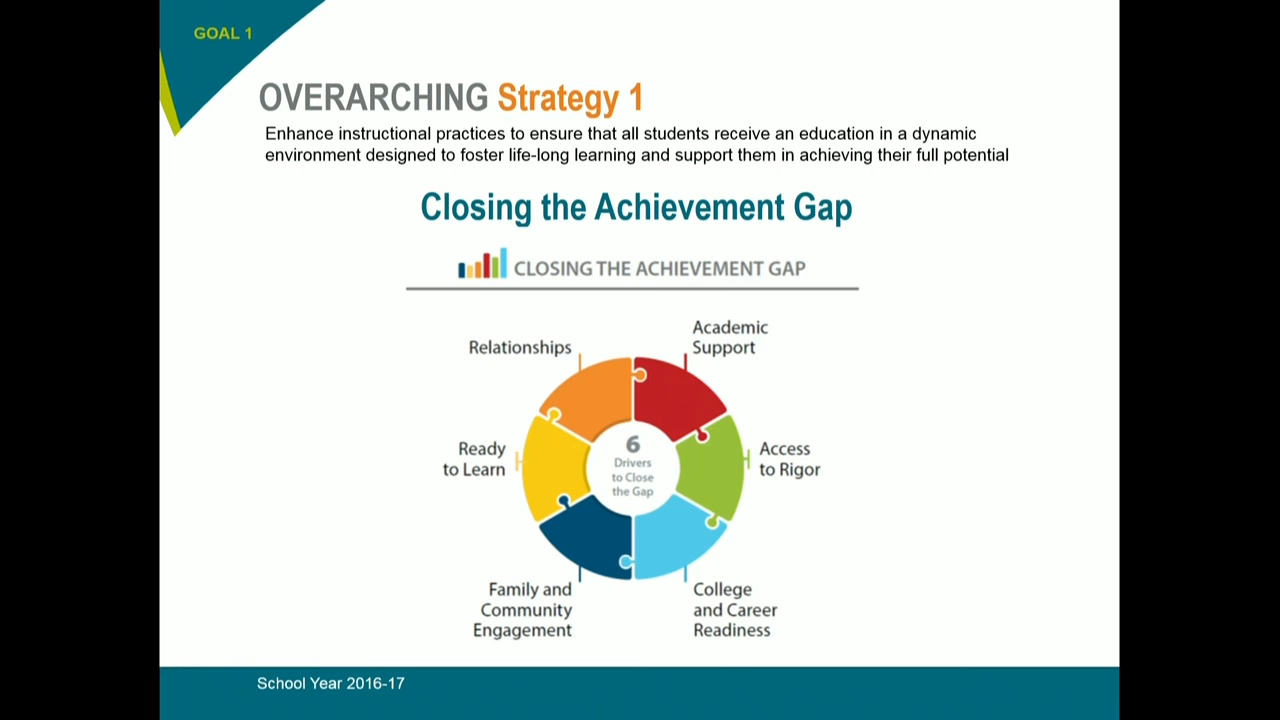 GOAL 1
OVERARCHING Strategy 1
Enhance instructional practices to ensure that all students receive an education in a dynamic
environment designed to foster life-long learning and support them in achieving their full potential
Closing the Achievement Gap
CLOSING THE ACHIEVEMENT GAP
Relationships
Academic
Support
Ready
to Learn
6
Drivers
to Close
the Gap
Access
to Rigor
Family and
Community
Engagement
College
and Career
Readiness
School Year 2016-17